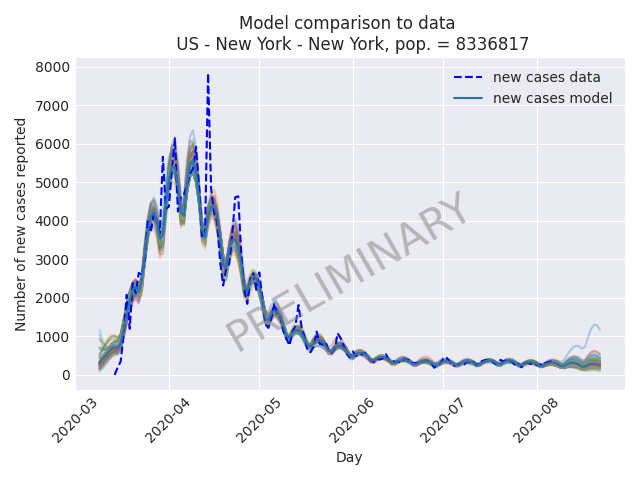 Model comparison to data
US - New York - New York, pop. = 8336817
new cases data
new cases model
Number of new cases reported
8000
7000
6000
5000
4000
3000
2000
1000
0
PRELIMINARY
2020-03
2020-04
2020-05
2020-06
2020-07
2020-08
Day